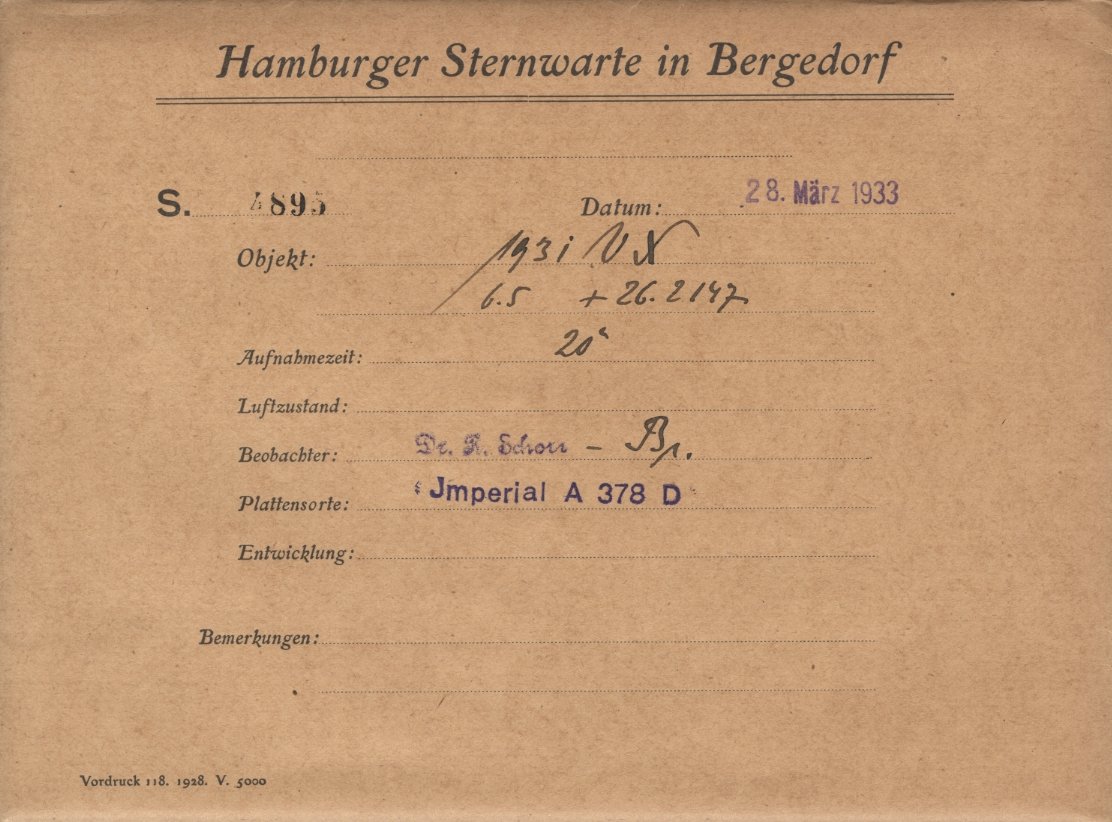 Hamburger Sternwarte in Bergedorf
S. 4895 Datum: 28. März 1933
Objekt: 1931 VX
6.5 + 26.2147
Aufnahmezeit: 20
Luftzustand:
Beobachter: Dr. R. Schorr – Br.
Plattensorte: Jmperial A 378 D
Entwicklung:
Bemerkungen:
Vordruck 118. 1928. V. 5000